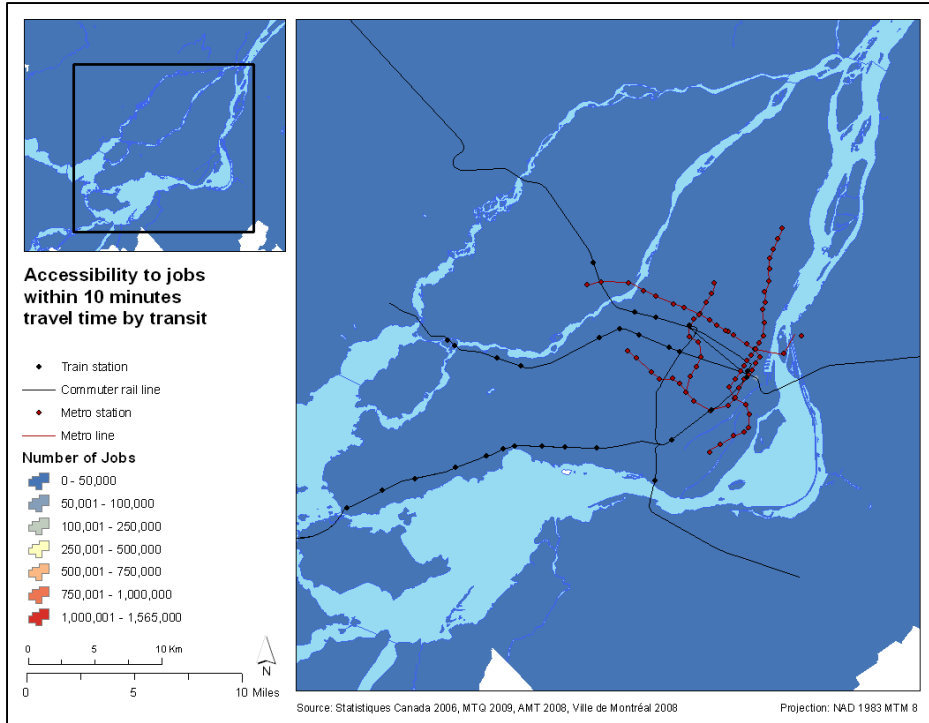 Accessibility to jobs
within 10 minutes
travel time by transit
Train station
Commuter rail line
Metro station
Metro line
Number of Jobs
0 - 50,000
50,001 - 100,000
100,001 - 250,000
250,001 - 500,000
500,001 - 750,000
750,001 - 1,000,000
1,000,001 - 1,565,000
0 5 10 Km
N
0 5 10 Miles
Source: Statistiques Canada 2006, MTQ 2009, AMT 2008, Ville de Montréal 2008
Projection: NAD 1983 MTM 8